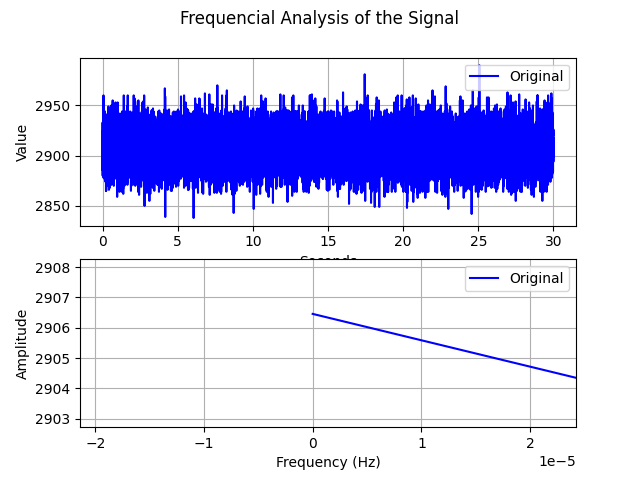 Frequencial Analysis of the Signal
Original
2950
2900
2850
Value
0 5 10 15 20 25 30
Seconds
Original
2908
2907
2906
2905
2904
2903
Amplitude
−2 −1 0 1 2
1e−5
Frequency (Hz)